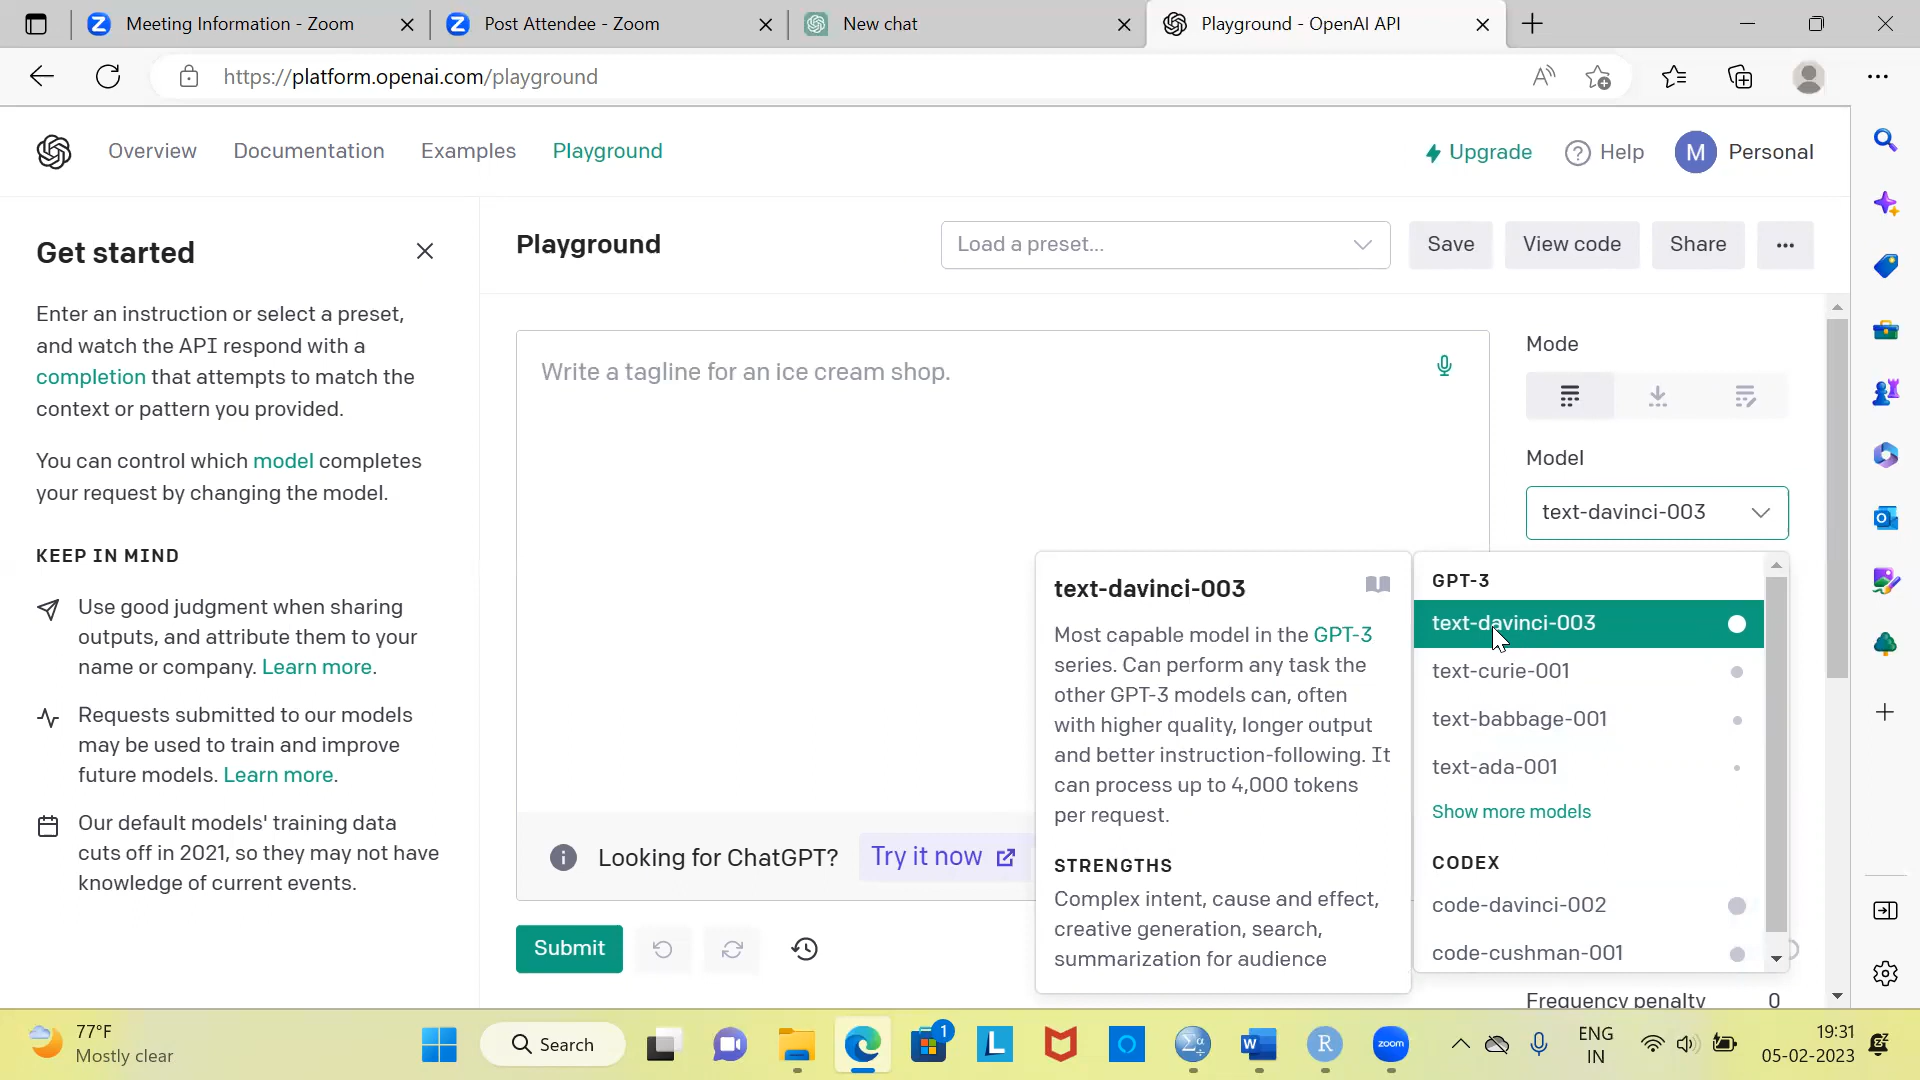 Meeting Information - Zoom
Post Attendee - Zoom
New chat
Playground - OpenAI API
https://platform.openai.com/playground
Overview
Documentation
Examples
Playground
Upgrade
Help
M
Personal
Get started
Enter an instruction or select a preset,
and watch the API respond with a
completion that attempts to match the
context or pattern you provided.
You can control which model completes
your request by changing the model.
KEEP IN MIND
Use good judgment when sharing
outputs, and attribute them to your
name or company. Learn more.
Requests submitted to our models
may be used to train and improve
future models. Learn more.
Our default models' training data
cuts off in 2021, so they may not have
knowledge of current events.
Playground
Load a preset...
Save
View code
Share
Write a tagline for an ice cream shop.
Looking for ChatGPT?
Try it now
Submit
Mode
Model
text-davinci-003
text-davinci-003
Most capable model in the GPT-3
series. Can perform any task the
other GPT-3 models can, often
with higher quality, longer output
and better instruction-following. It
can process up to 4,000 tokens
per request.
STRENGTHS
Complex intent, cause and effect,
creative generation, search,
summarization for audience
GPT-3
text-davinci-003
text-curie-001
text-babbage-001
text-ada-001
Show more models
CODEX
code-davinci-002
code-cushman-001
Frequency penalty
0
77°F
Mostly clear
Search
1
L
R
zoom
ENG
IN
19:31
05-02-2023